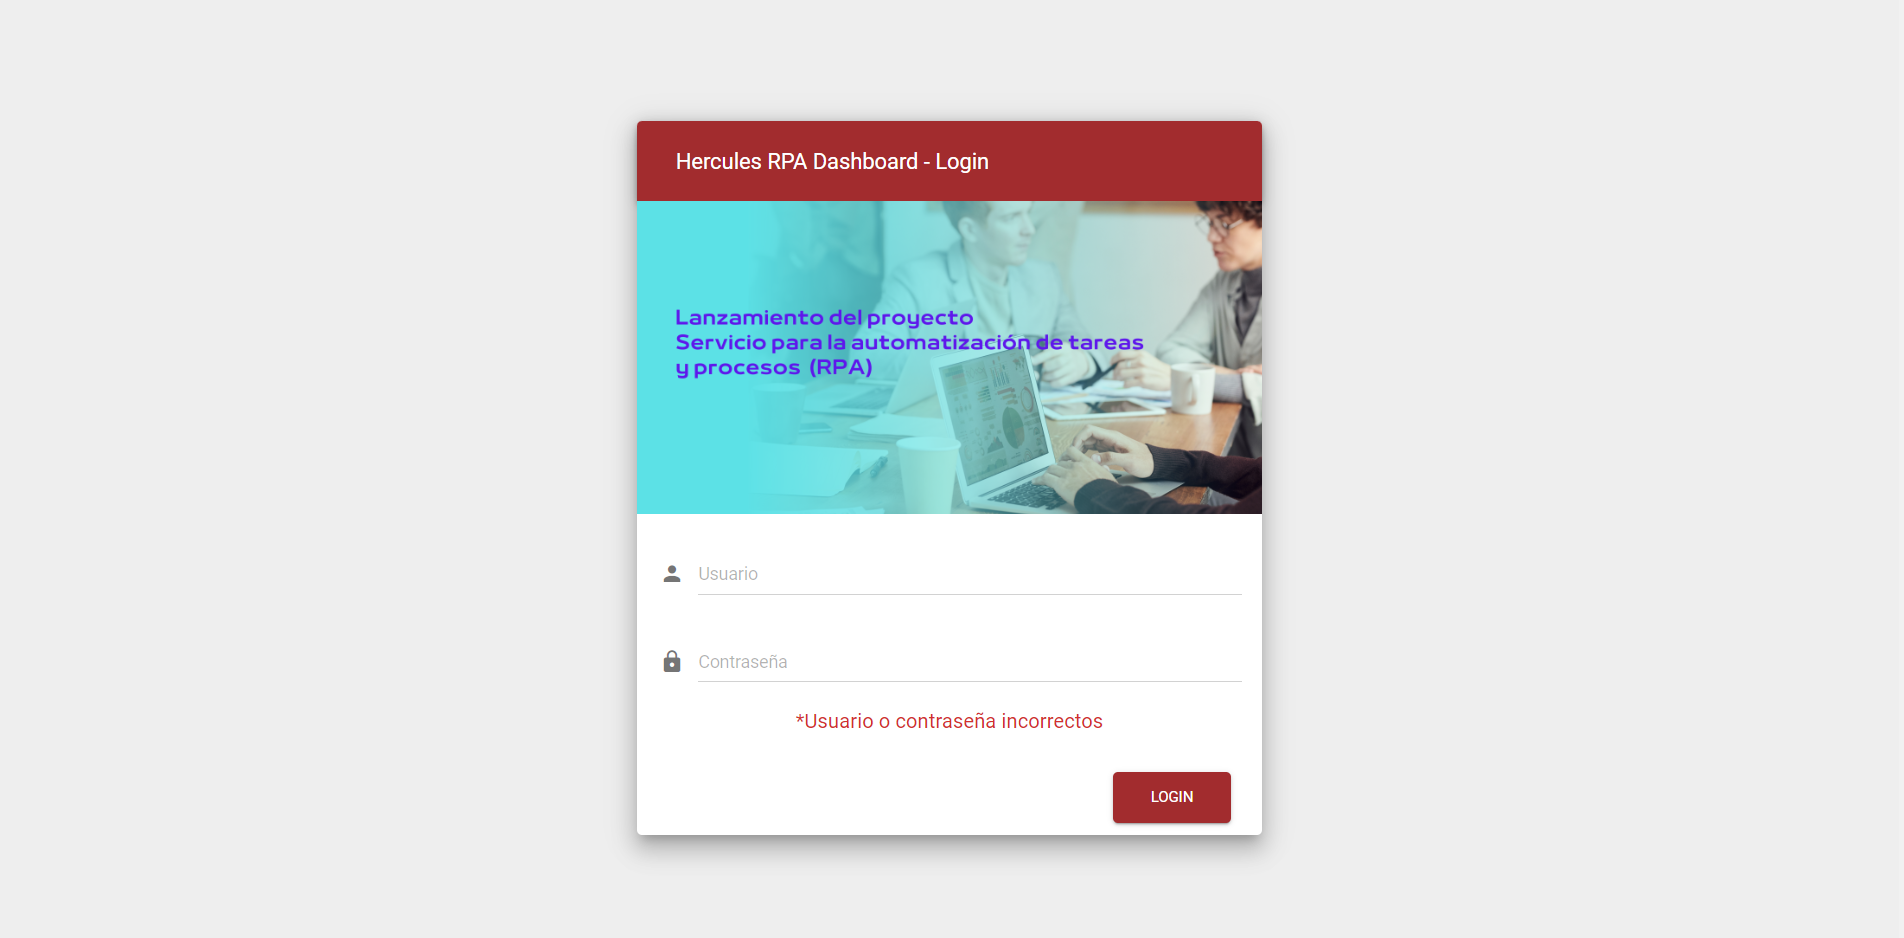 Hercules RPA Dashboard - Login
Lanzamiento del proyecto
Servicio para la automatización de tareas
y procesos (RPA)
Usuario
Contraseña
*Usuario o contraseña incorrectos
LOGIN